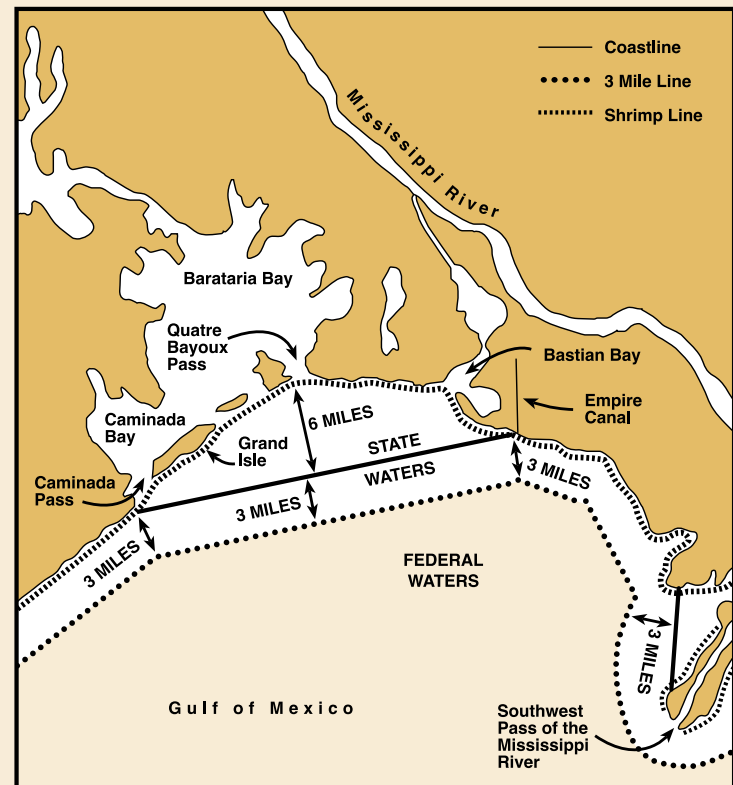 Coastline
3 Mile Line
Shrimp Line
Mississippi River
Barataria Bay
Quatre
Bayoux
Pass
Bastian Bay
Empire
Canal
Caminada
Bay
6 MILES
Grand
Isle
STATE
WATERS
Caminada
Pass
3 MILES
3 MILES
3 MILES
FEDERAL
WATERS
3 MILES
Gulf of Mexico
Southwest
Pass of the
Mississippi
River